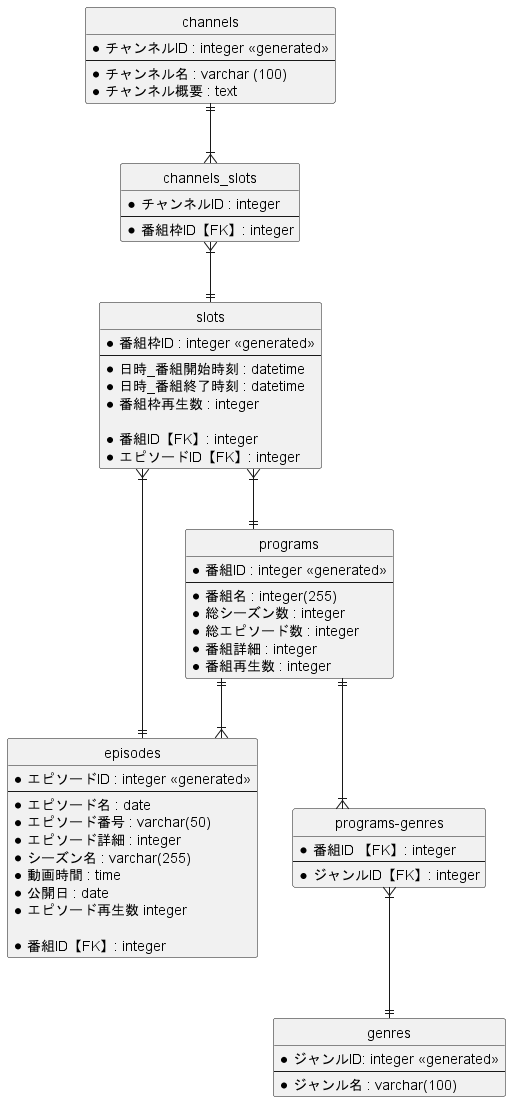 channels
チャンネルID : integer «generated»
チャンネル名 : varchar (100)
チャンネル概要 : text
channels_slots
チャンネルID : integer
番組枠ID【FK】: integer
slots
番組枠ID : integer «generated»
日時_番組開始時刻 : datetime
日時_番組終了時刻 : datetime
番組枠再生数 : integer
番組ID【FK】: integer
エピソードID【FK】: integer
programs
番組ID : integer «generated»
番組名 : integer(255)
総シーズン数 : integer
総エピソード数 : integer
番組詳細 : integer
番組再生数 : integer
episodes
エピソードID : integer «generated»
エピソード名 : date
エピソード番号 : varchar(50)
エピソード詳細 : integer
シーズン名 : varchar(255)
動画時間 : time
公開日 : date
エピソード再生数 integer
番組ID【FK】: integer
programs-genres
番組ID 【FK】: integer
ジャンルID【FK】: integer
genres
ジャンルID: integer «generated»
ジャンル名 : varchar(100)